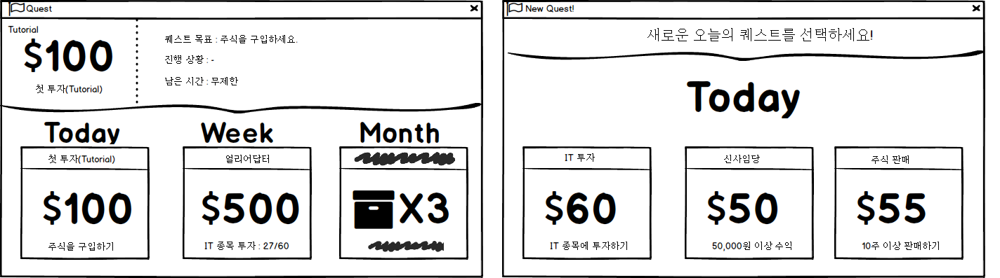 Quest
Tutorial
$100
첫 투자(Tutorial)
퀘스트 목표 : 주식을 구입하세요.
진행 상황 : -
남은 시간 : 무제한
Today
첫 투자(Tutorial)
$100
주식을 구입하기
Week
얼리어답터
$500
IT 종목 투자 : 27/60
Month
X3
New Quest!
새로운 오늘의 퀘스트를 선택하세요!
Today
IT 투자
$60
IT 종목에 투자하기
신사임당
$50
50,000원 이상 수익
주식 판매
$55
10주 이상 판매하기